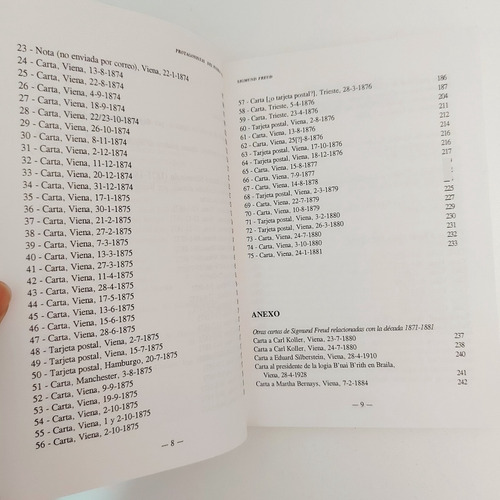 23 - Nota (no enviada por correo), Viena, 22-1-1874
24 - Carta, Viena, 13-8-1874
25 - Carta, Viena, 22-8-1874
26 - Carta, Viena, 4-9-1874
27 - Carta, Viena, 18-9-1874
28 - Carta, Viena, 22/23-10-1874
29 - Carta, Viena, 26-10-1874
30 - Carta, Viena, 8-11-1874
31 - Carta, Viena, 2-12-1874
32 - Carta, Viena, 11-12-1874
33 - Carta, Viena, 20-12-1874
34 - Carta, Viena, 31-12-1874
35 - Carta, Viena, 17-1-1875
36 - Carta, Viena, 30-1-1875
37 - Carta, Viena, 21-2-1875
38 - Carta, Viena, 27-2-1875
39 - Carta, Viena, 7-3-1875
40 - Carta, Viena, 13-3-1875
41 - Carta, Viena, 27-3-1875
42 - Carta, Viena, 11-4-1875
43 - Carta, Viena, 28-4-1875
44 - Carta, Viena, 17-5-1875
45 - Carta, Viena, 13-6-1875
46 - Carta, Viena, 15-6-1875
47 - Carta, Viena, 28-6-1875
48 - Tarjeta postal, Viena, 2-7-1875
49 - Tarjeta postal, Viena, 15-7-1875
50 - Tarjeta postal, Hamburgo, 20-7-1875
51 - Carta, Manchester, 3-8-1875
52 - Carta, Viena, 9-9-1875
53 - Carta, Viena, 19-9-1875
54 - Carta, Viena, 2-10-1875
55 - Carta, Viena, 1 y 2-10-1875
56 - Carta, Viena, 2-10-1875
— 8 —
SIGMUND FREUD
57 - Carta [¿o tarjeta postal?], Trieste, 28-3-1876 186
58 - Carta, Trieste, 5-4-1876 187
59 - Carta, Trieste, 23-4-1876 204
60 - Tarjeta postal, Viena, 2-8-1876 211
61 - Carta, Viena, 13-8-1876 212
62 - Carta, Viena, 25[?]-8-1876 214
63 - Tarjeta postal, Viena, 17-10-1876 216
64 - Tarjeta postal, Viena, 18-12-1876 216
65 - Carta, Viena, 15-8-1877 217
66 - Carta, Viena, 7-9-1877
67 - Carta, Viena, 14-8-1878
68 - Tarjeta postal, Viena, 2-3-1879
69 - Carta, Viena, 22-7-1879 225
70 - Carta, Viena, 10-8-1879 227
71 - Tarjeta postal, Viena, 3-2-1880 229
72 - Tarjeta postal, Viena, 26-3-1880 230
73 - Carta, Viena, 24-7-1880 231
74 - Carta, Viena, 3-10-1880 232
75 - Carta, Viena, 24-1-1881 233
ANEXO
Otras cartas de Sigmund Freud relacionadas con la década 1871-1881
Carta a Carl Koller, Viena, 23-7-1880 237
Carta a Carl Koller, Viena, 24-7-1880 238
Carta a Eduard Silberstein, Viena, 28-4-1910 240
Carta al presidente de la logia B'nai B'rith en Braila,
Viena, 28-4-1928 241
Carta a Martha Bernays, Viena, 7-2-1884 242
— 9 —